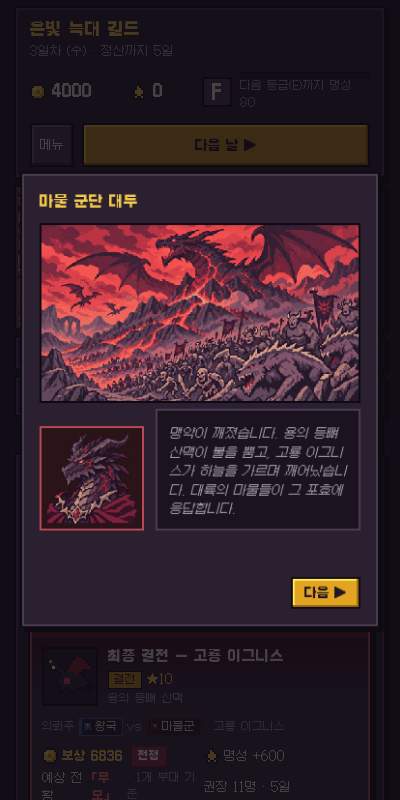 은빛 늑대 길드
3일차 (수) 정산까지 5일
4000 0 F 다음 등급(E)까지 명성
80
메뉴 다음 날 ▶
마물 군단 대두
맹약이 깨졌습니다. 용의 등뼈
산맥이 불을 뿜고, 고룡 이그니
스가 하늘을 가르며 깨어났습니
다. 대륙의 마물들이 그 포효에
응답합니다.
다음 ▶
최종 결전 — 고룡 이그니스
결전 ★10
용의 등뼈 산맥
의뢰주 왕국 vs 마물군 고룡 이그니스
보상 6836 전쟁 명성 +600
예상 전황 「무모」 1개 부대 기준 권장 11명 · 5일